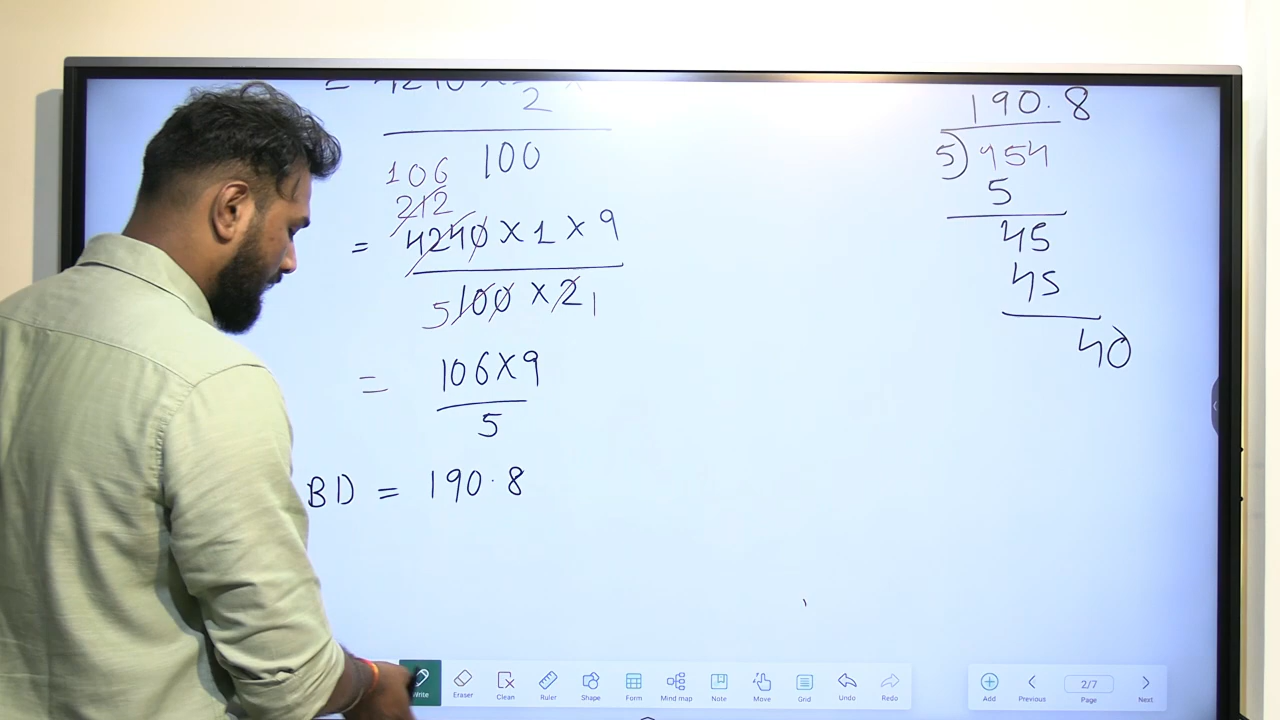 2
100
106
212
= 4240 x 1 x 9
5 100 x 2 1
= 106 x 9
5
BD = 190.8
190.8
5) 954
5
45
45
40
Write Eraser Clean Ruler Shape Form Mind map Note Move Grid Undo Redo
Add Previous 2/7 Page Next